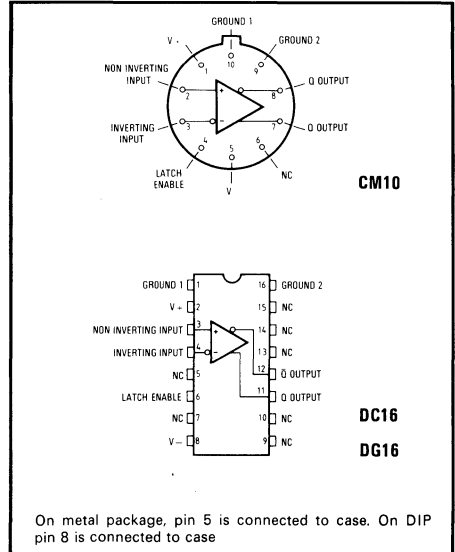 GROUND 1
V +
GROUND 2
10
1
9
NON INVERTING
INPUT
2
+
8
Q OUTPUT
INVERTING
INPUT
3
−
7
Q OUTPUT
4
5
6
LATCH
ENABLE
V
NC
CM10
GROUND 1 1
16 GROUND 2
V + 2
15 NC
NON INVERTING INPUT 3
+
14 NC
INVERTING INPUT 4
−
13 NC
NC 5
12 Q̄ OUTPUT
LATCH ENABLE 6
11 Q OUTPUT
NC 7
10 NC
V − 8
9 NC
DC16
DG16
On metal package, pin 5 is connected to case. On DIP
pin 8 is connected to case